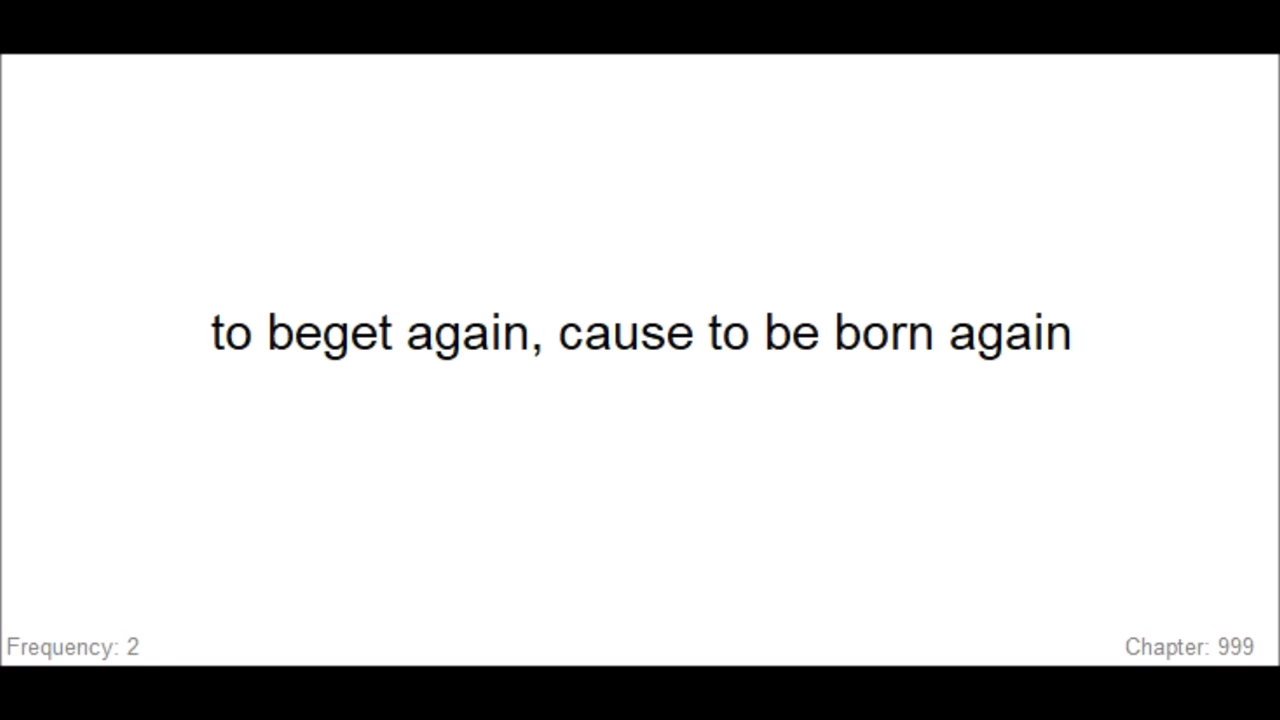 to beget again, cause to be born again
Frequency: 2
Chapter: 999